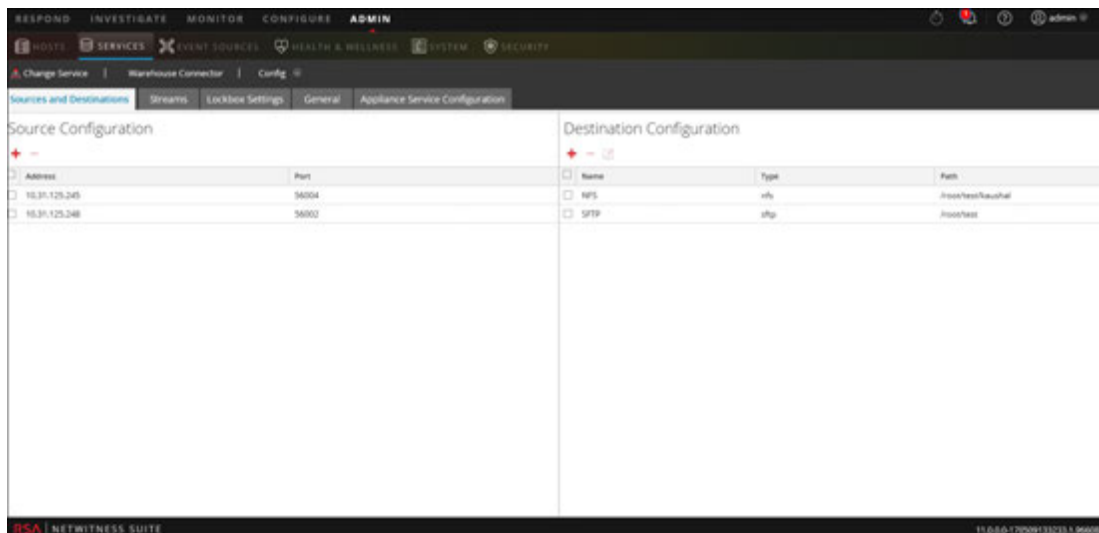 RESPOND INVESTIGATE MONITOR CONFIGURE ADMIN
admin
HOSTS SERVICES EVENT SOURCES HEALTH & WELLNESS SYSTEM SECURITY
Change Service | Warehouse Connector | Config
Sources and Destinations Streams Lockbox Settings General Appliance Service Configuration
Source Configuration
Address Port
10.31.125.245 56004
10.31.125.248 56002
Destination Configuration
Name Type Path
NFS nfs /root/test/kaushal
SFTP sftp /root/test
RSA | NETWITNESS SUITE